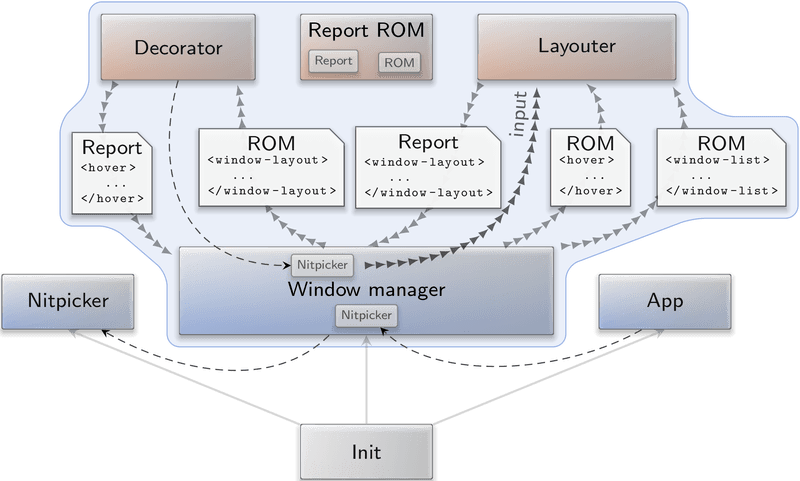 Decorator
Report ROM
Report
ROM
Layouter
input
Report
<hover>
...
</hover>
ROM
<window-layout>
...
</window-layout>
Report
<window-layout>
...
</window-layout>
ROM
<hover>
...
</hover>
ROM
<window-list>
...
</window-list>
Nitpicker
Window manager
Nitpicker
Nitpicker
App
Init